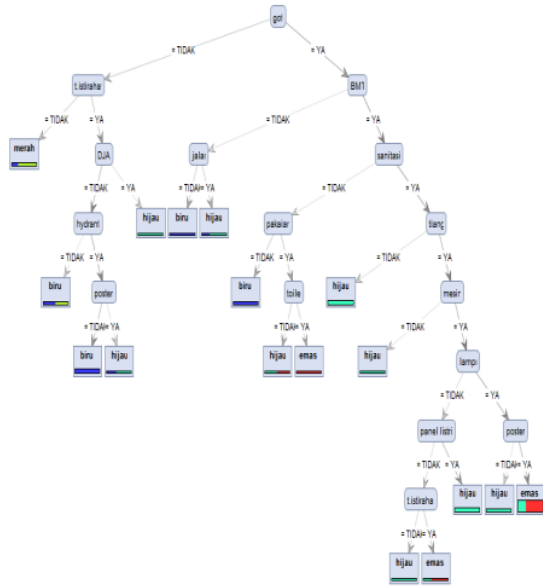 got
= TIDAK
= YA
t.istiraha
BMT
= TIDAK
= YA
= TIDAK
= YA
merah
DJA
jalar
sanitasi
= TIDAK
= YA
= TIDAK
= YA
= TIDAK
= YA
hydrant
hijau
biru
hijau
pakaiar
tiang
= TIDAK
= YA
= TIDAK
= YA
= TIDAK
= YA
biru
poster
biru
toile
hijau
mesir
= TIDAK
= YA
= TIDAK
= YA
= TIDAK
= YA
biru
hijau
hijau
emas
hijau
lampu
= TIDAK
= YA
panel listri
poster
= TIDAK
= YA
= TIDAK
= YA
t.istiraha
hijau
hijau
emas
= TIDAK
= YA
hijau
emas